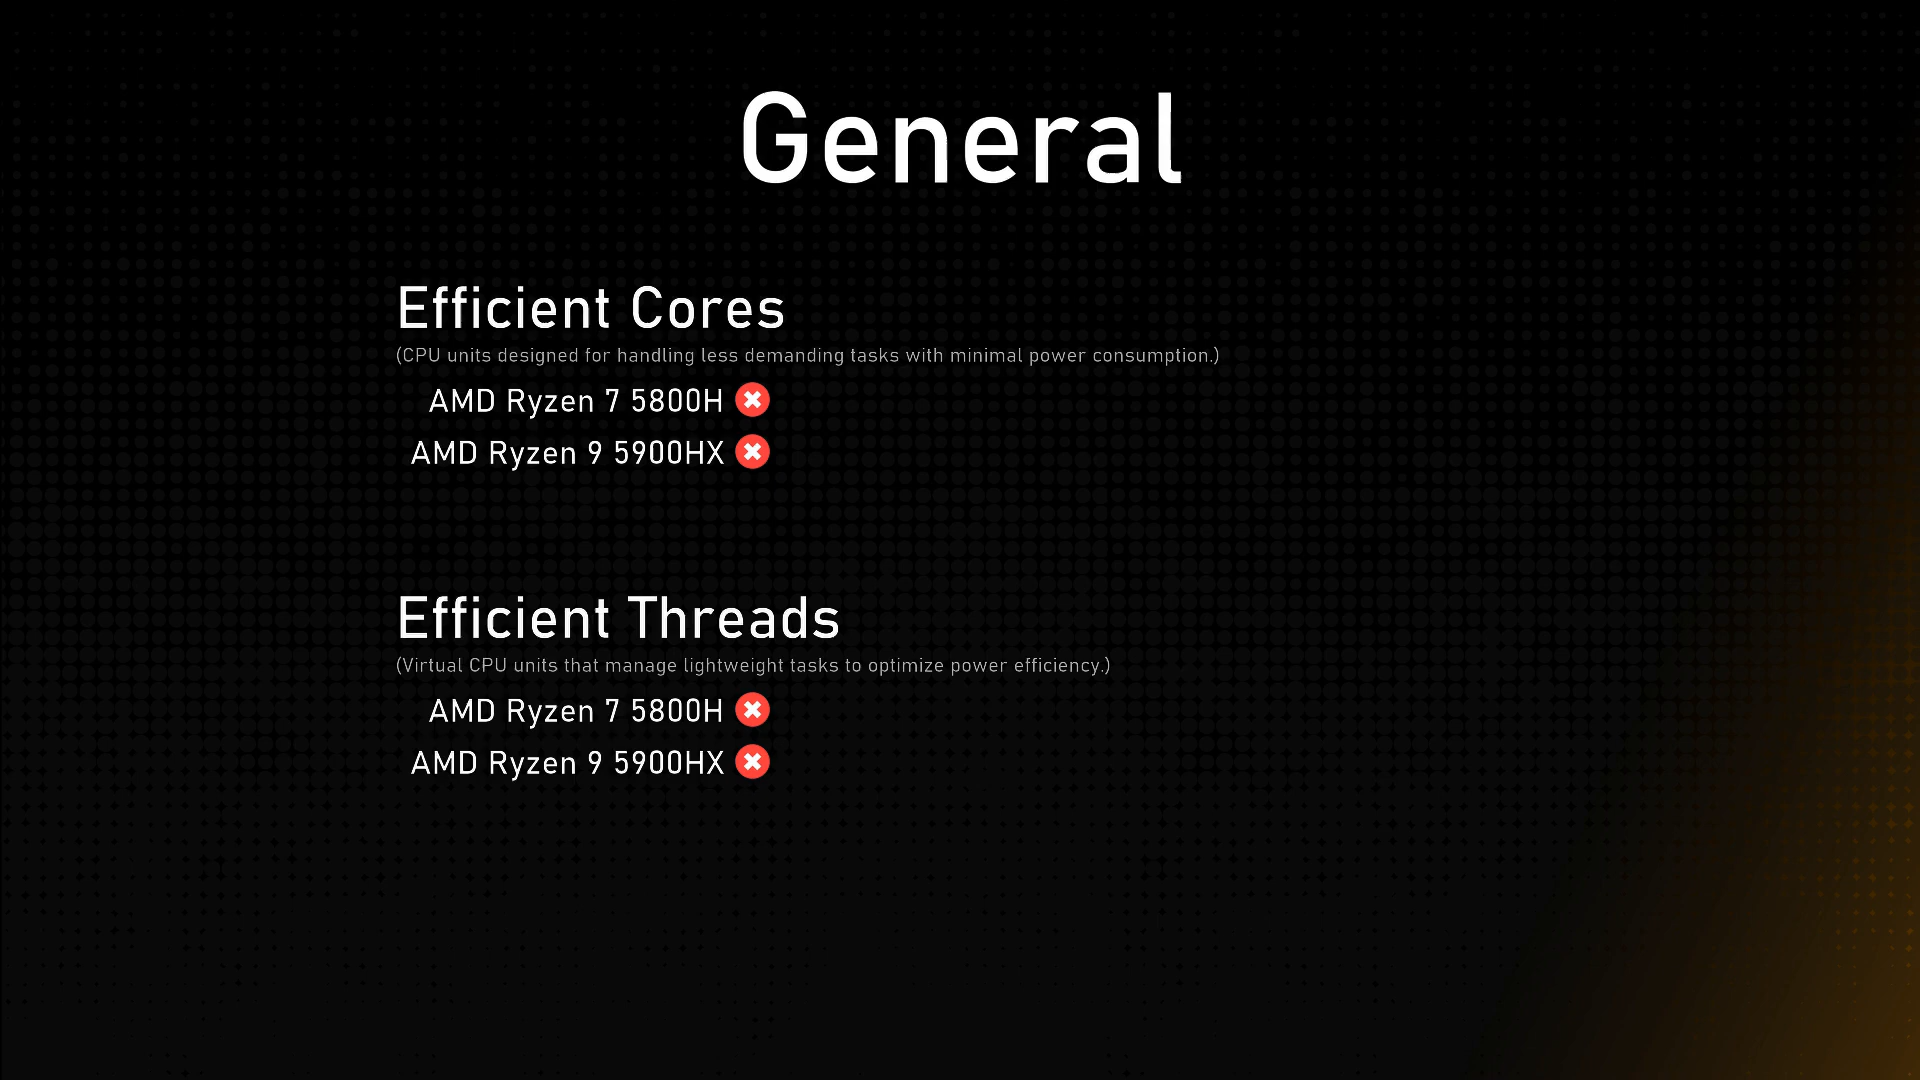 General
Efficient Cores
(CPU units designed for handling less demanding tasks with minimal power consumption.)
AMD Ryzen 7 5800H
AMD Ryzen 9 5900HX
Efficient Threads
(Virtual CPU units that manage lightweight tasks to optimize power efficiency.)
AMD Ryzen 7 5800H
AMD Ryzen 9 5900HX